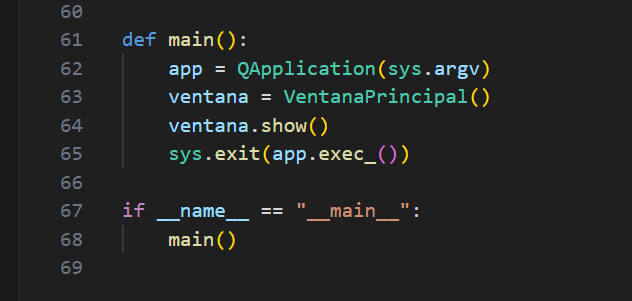 60
61 def main():
62     app = QApplication(sys.argv)
63     ventana = VentanaPrincipal()
64     ventana.show()
65     sys.exit(app.exec_())
66
67 if __name__ == "__main__":
68     main()
69